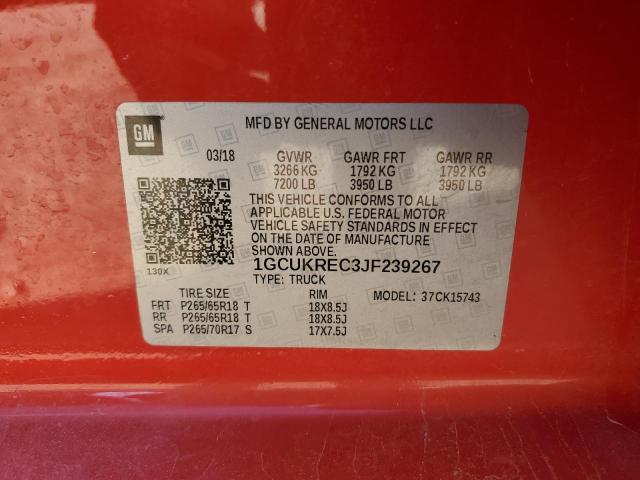 GM
MFD BY GENERAL MOTORS LLC
03/18 GVWR GAWR FRT GAWR RR
3266 KG 1792 KG 1792 KG
7200 LB 3950 LB 3950 LB
THIS VEHICLE CONFORMS TO ALL
APPLICABLE U.S. FEDERAL MOTOR
VEHICLE SAFETY STANDARDS IN EFFECT
ON THE DATE OF MANUFACTURE
SHOWN ABOVE.
1GCUKREC3JF239267
130X
TYPE: TRUCK
TIRE SIZE RIM MODEL: 37CK15743
FRT P265/65R18 T 18X8.5J
RR P265/65R18 T 18X8.5J
SPA P265/70R17 S 17X7.5J